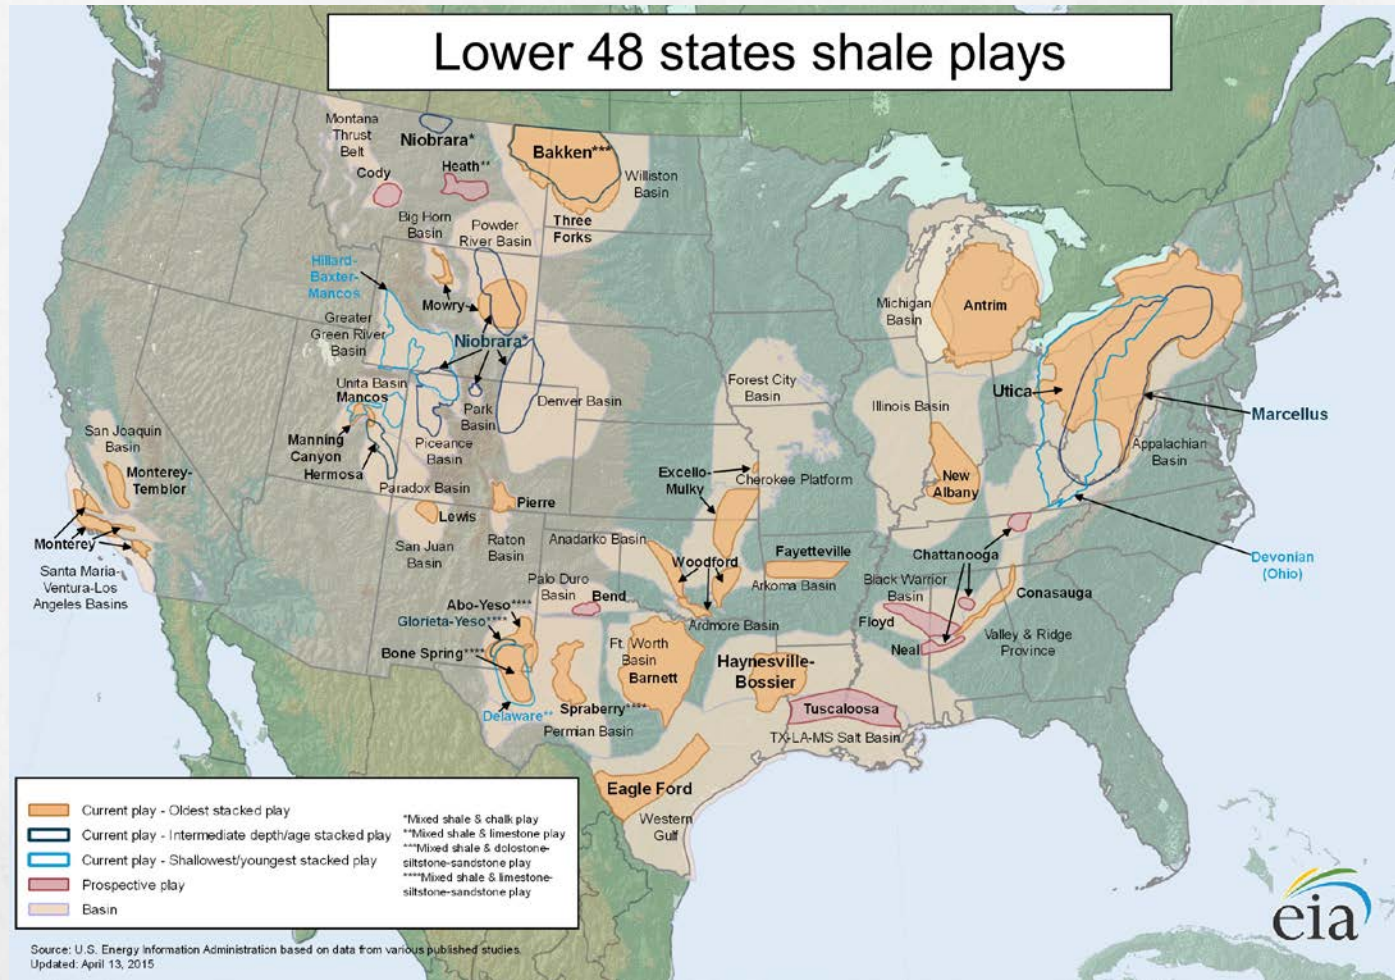 Lower 48 states shale plays
Montana
Thrust
Belt
Niobrara*
Bakken***
Cody
Heath**
Williston
Basin
Big Horn
Basin
Powder
River Basin
Three
Forks
Hillard-
Baxter-
Mancos
Mowry
Michigan
Basin
Antrim
Greater
Green River
Basin
Niobrara*
Unita Basin
Mancos
Park
Basin
Denver Basin
Forest City
Basin
Illinois Basin
Utica
Marcellus
Appalachian
Basin
San Joaquin
Basin
Manning
Canyon
Hermosa
Piceance
Basin
Monterey-
Temblor
Paradox Basin
Excello-
Mulky
Cherokee Platform
New
Albany
Pierre
Lewis
Monterey
San Juan
Basin
Raton
Basin
Anadarko Basin
Woodford
Fayetteville
Arkoma Basin
Chattanooga
Devonian
(Ohio)
Santa Maria-
Ventura-Los
Angeles Basins
Palo Duro
Basin
Bend
Black Warrior
Basin
Conasauga
Abo-Yeso****
Glorieta-Yeso****
Ardmore Basin
Floyd
Bone Spring****
Ft. Worth
Basin
Barnett
Haynesville-
Bossier
Neal
Valley & Ridge
Province
Delaware**
Spraberry****
Permian Basin
Tuscaloosa
TX-LA-MS Salt Basin
Eagle Ford
Western
Gulf
Current play - Oldest stacked play
Current play - Intermediate depth/age stacked play
Current play - Shallowest/youngest stacked play
Prospective play
Basin
*Mixed shale & chalk play
**Mixed shale & limestone play
***Mixed shale & dolostone-
siltstone-sandstone play
****Mixed shale & limestone-
siltstone-sandstone play
eia
Source: U.S. Energy Information Administration based on data from various published studies.
Updated: April 13, 2015